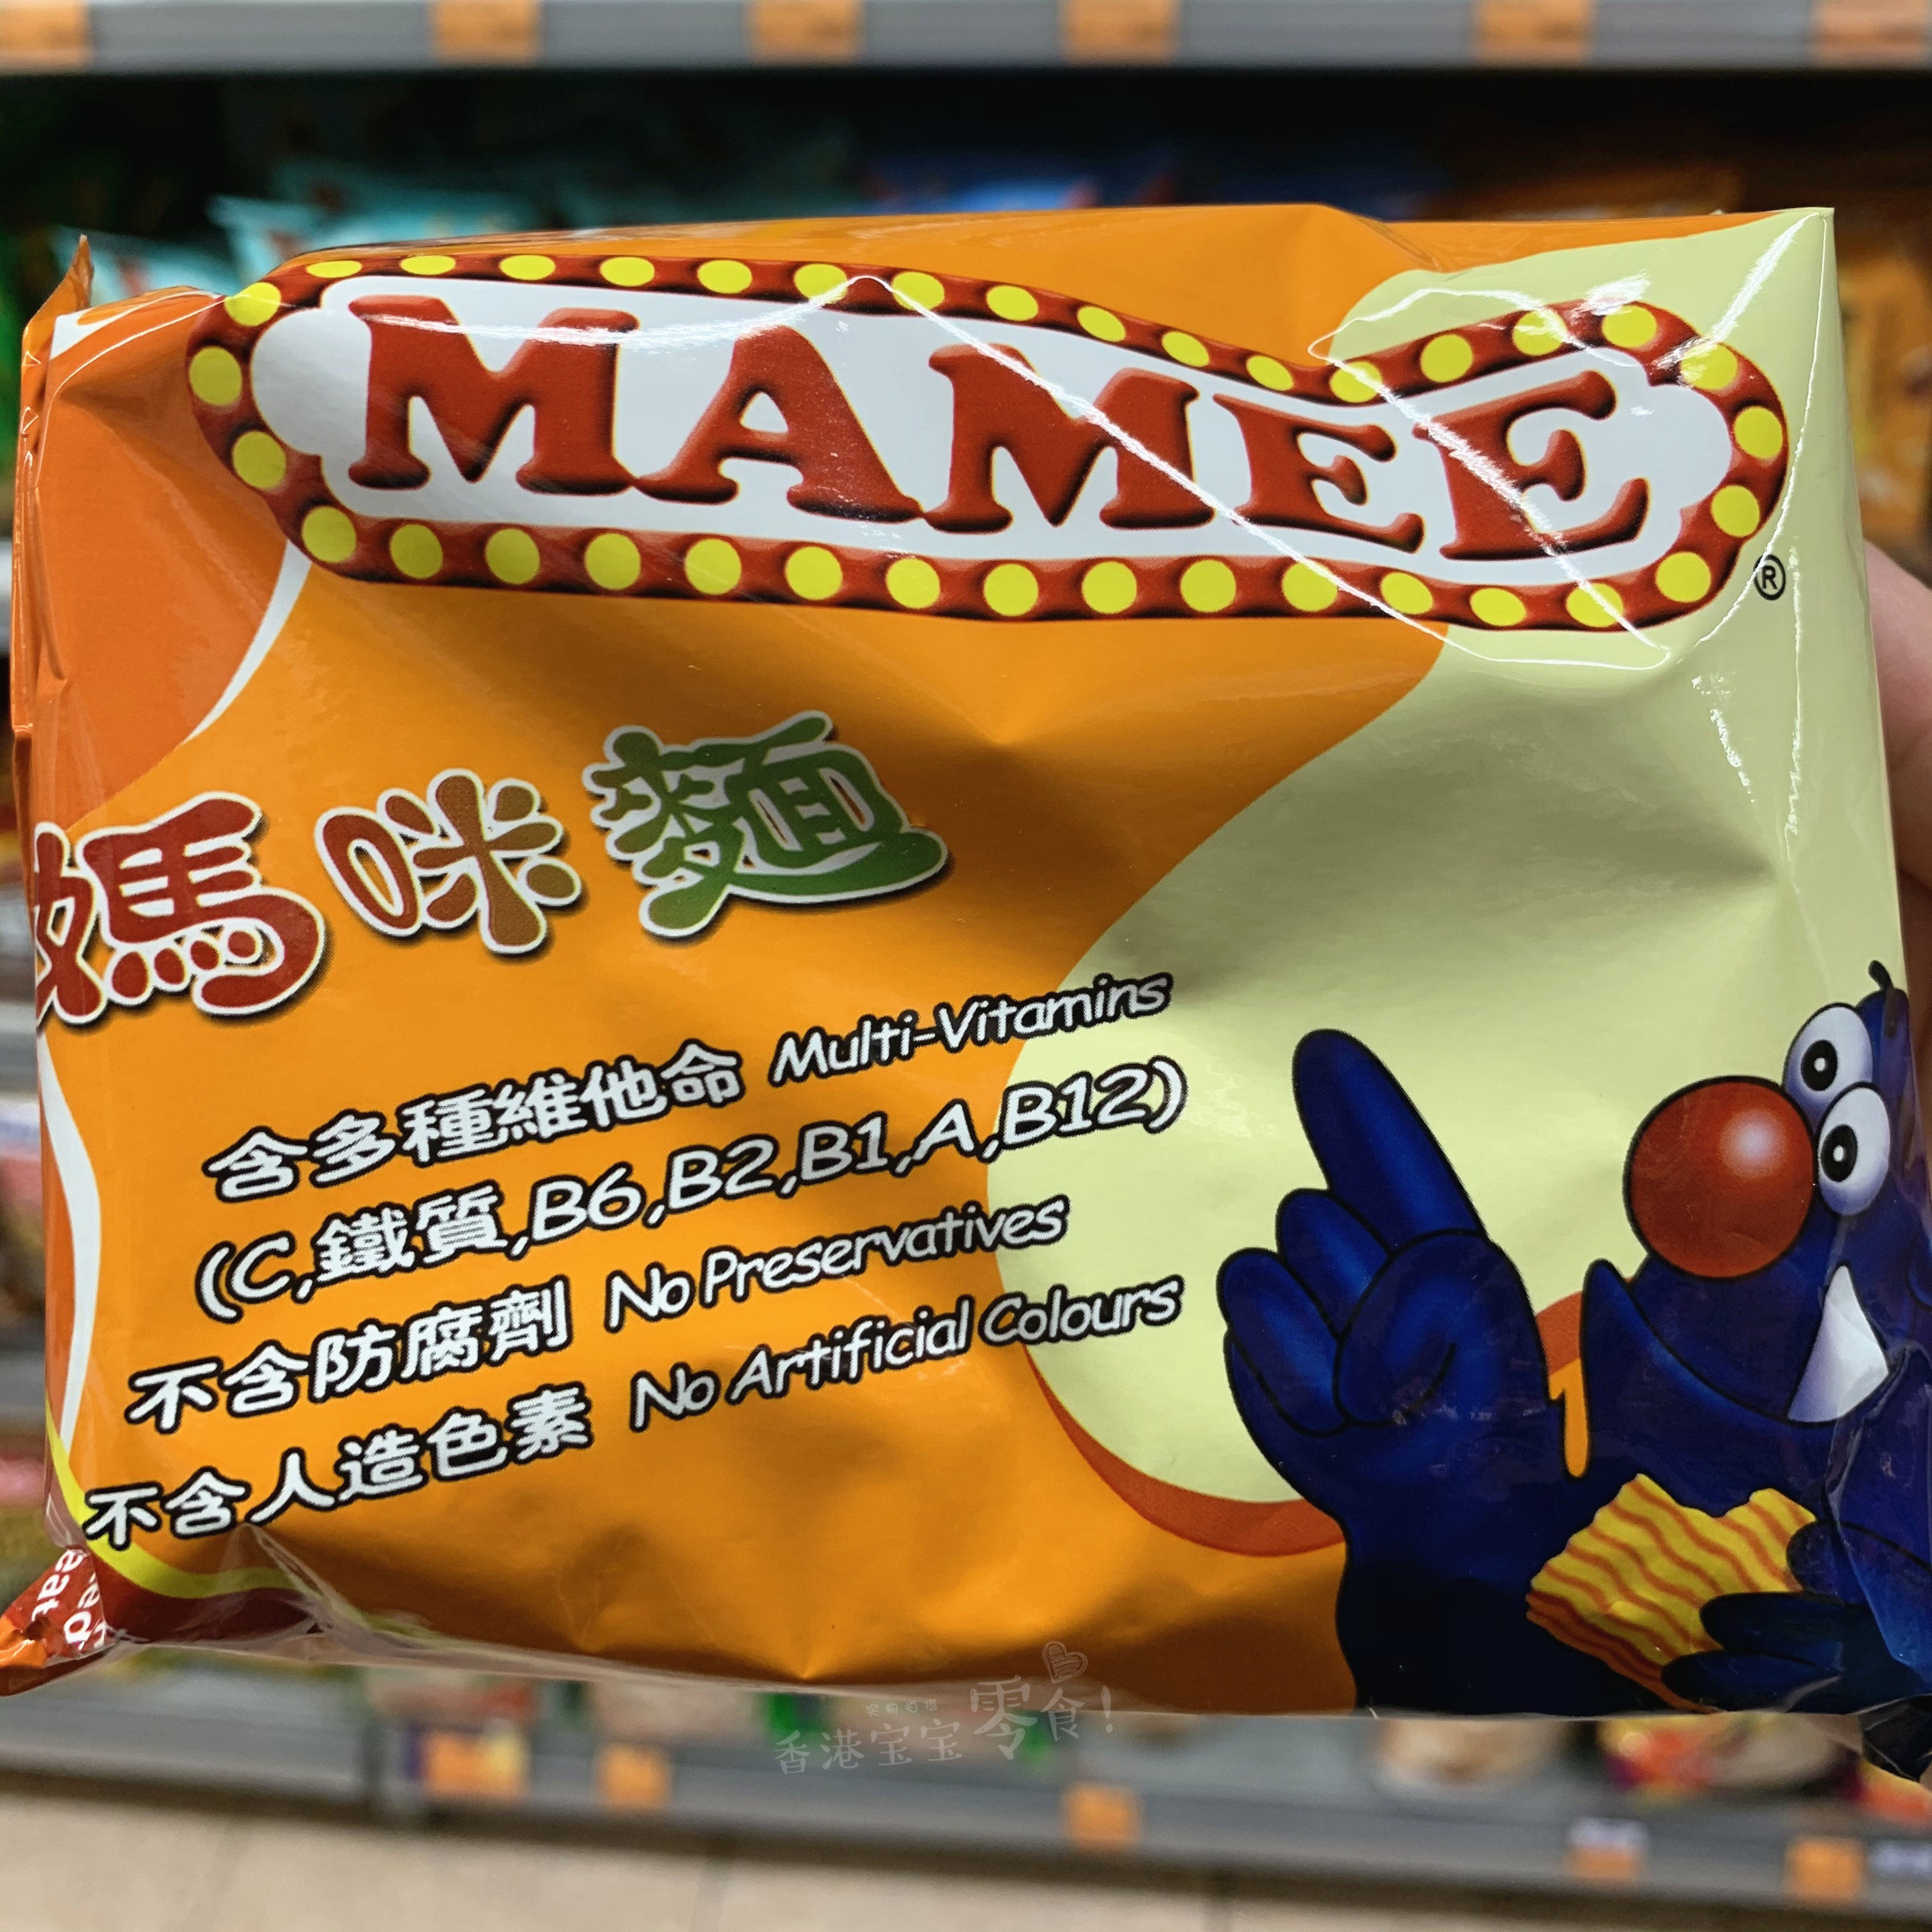 MAMEE
®
媽咪麵
含多種維他命 Multi-Vitamins
(C,鐵質,B6,B2,B1,A,B12)
不含防腐劑 No Preservatives
不含人造色素 No Artificial Colours
eat
香港宝宝零食!